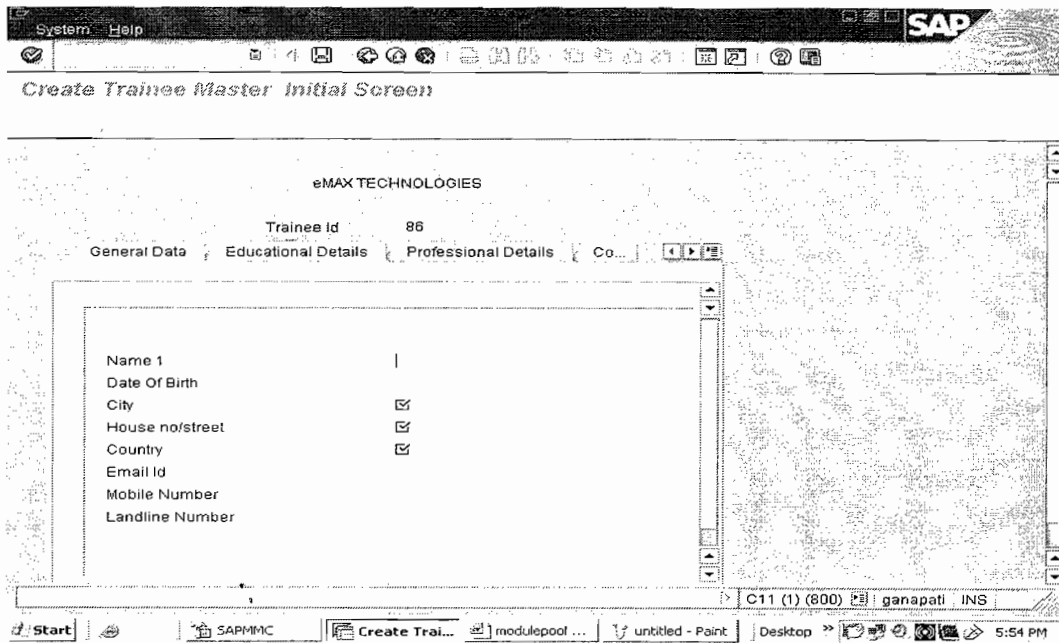 System Help
SAP
Create Trainee Master Initial Screen
eMAX TECHNOLOGIES
Trainee Id 86
General Data Educational Details Professional Details Co...
Name 1
Date Of Birth
City
House no/street
Country
Email Id
Mobile Number
Landline Number
C11 (1) (800) ganapati INS
Start SAPMMC Create Trai... modulepool ... untitled - Paint Desktop » 5:54 PM